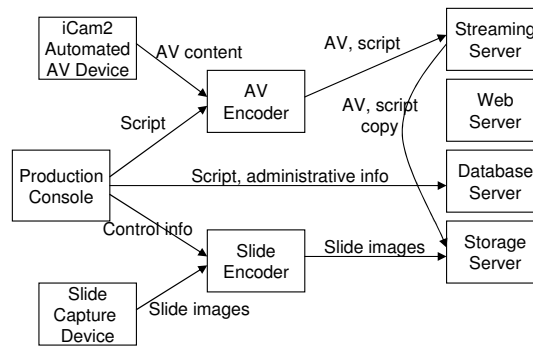 iCam2
Automated
AV Device
AV content
AV
Encoder
AV, script
Streaming
Server
AV, script
copy
Web
Server
Script
Production
Console
Script, administrative info
Database
Server
Control info
Slide
Encoder
Slide images
Storage
Server
Slide
Capture
Device
Slide images